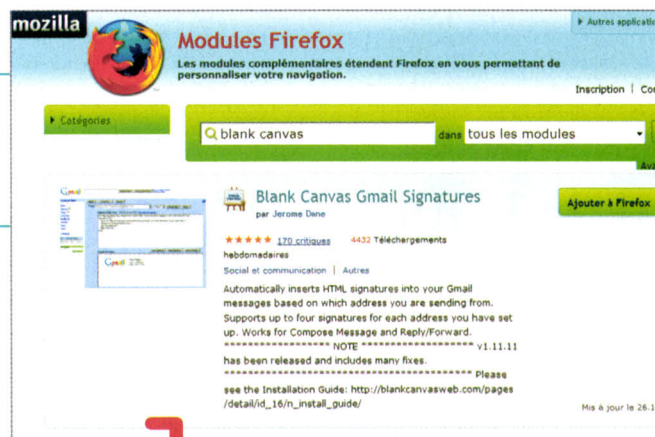 mozilla
Autres applicatio
Modules Firefox
Les modules complémentaires étendent Firefox en vous permettant de
personnaliser votre navigation.
Inscription | Co
Catégories
blank canvas
dans
tous les modules
Blank Canvas Gmail Signatures
par Jerome Dane
Ajouter à Firefox
★★★★★ 170 critiques 4432 Téléchargements
hebdomadaires
Social et communication | Autres
Automatically inserts HTML signatures into your Gmail
messages based on which address you are sending from.
Supports up to four signatures for each address you have set
up. Works for Compose Message and Reply/Forward.
******************** NOTE ******************** v1.11.11
has been released and includes many fixes.
********************************************* Please
see the Installation Guide: http://blankcanvasweb.com/pages
/detail/id_16/n_install_guide/
Mis à jour le 26.1
Gmail
Gmail